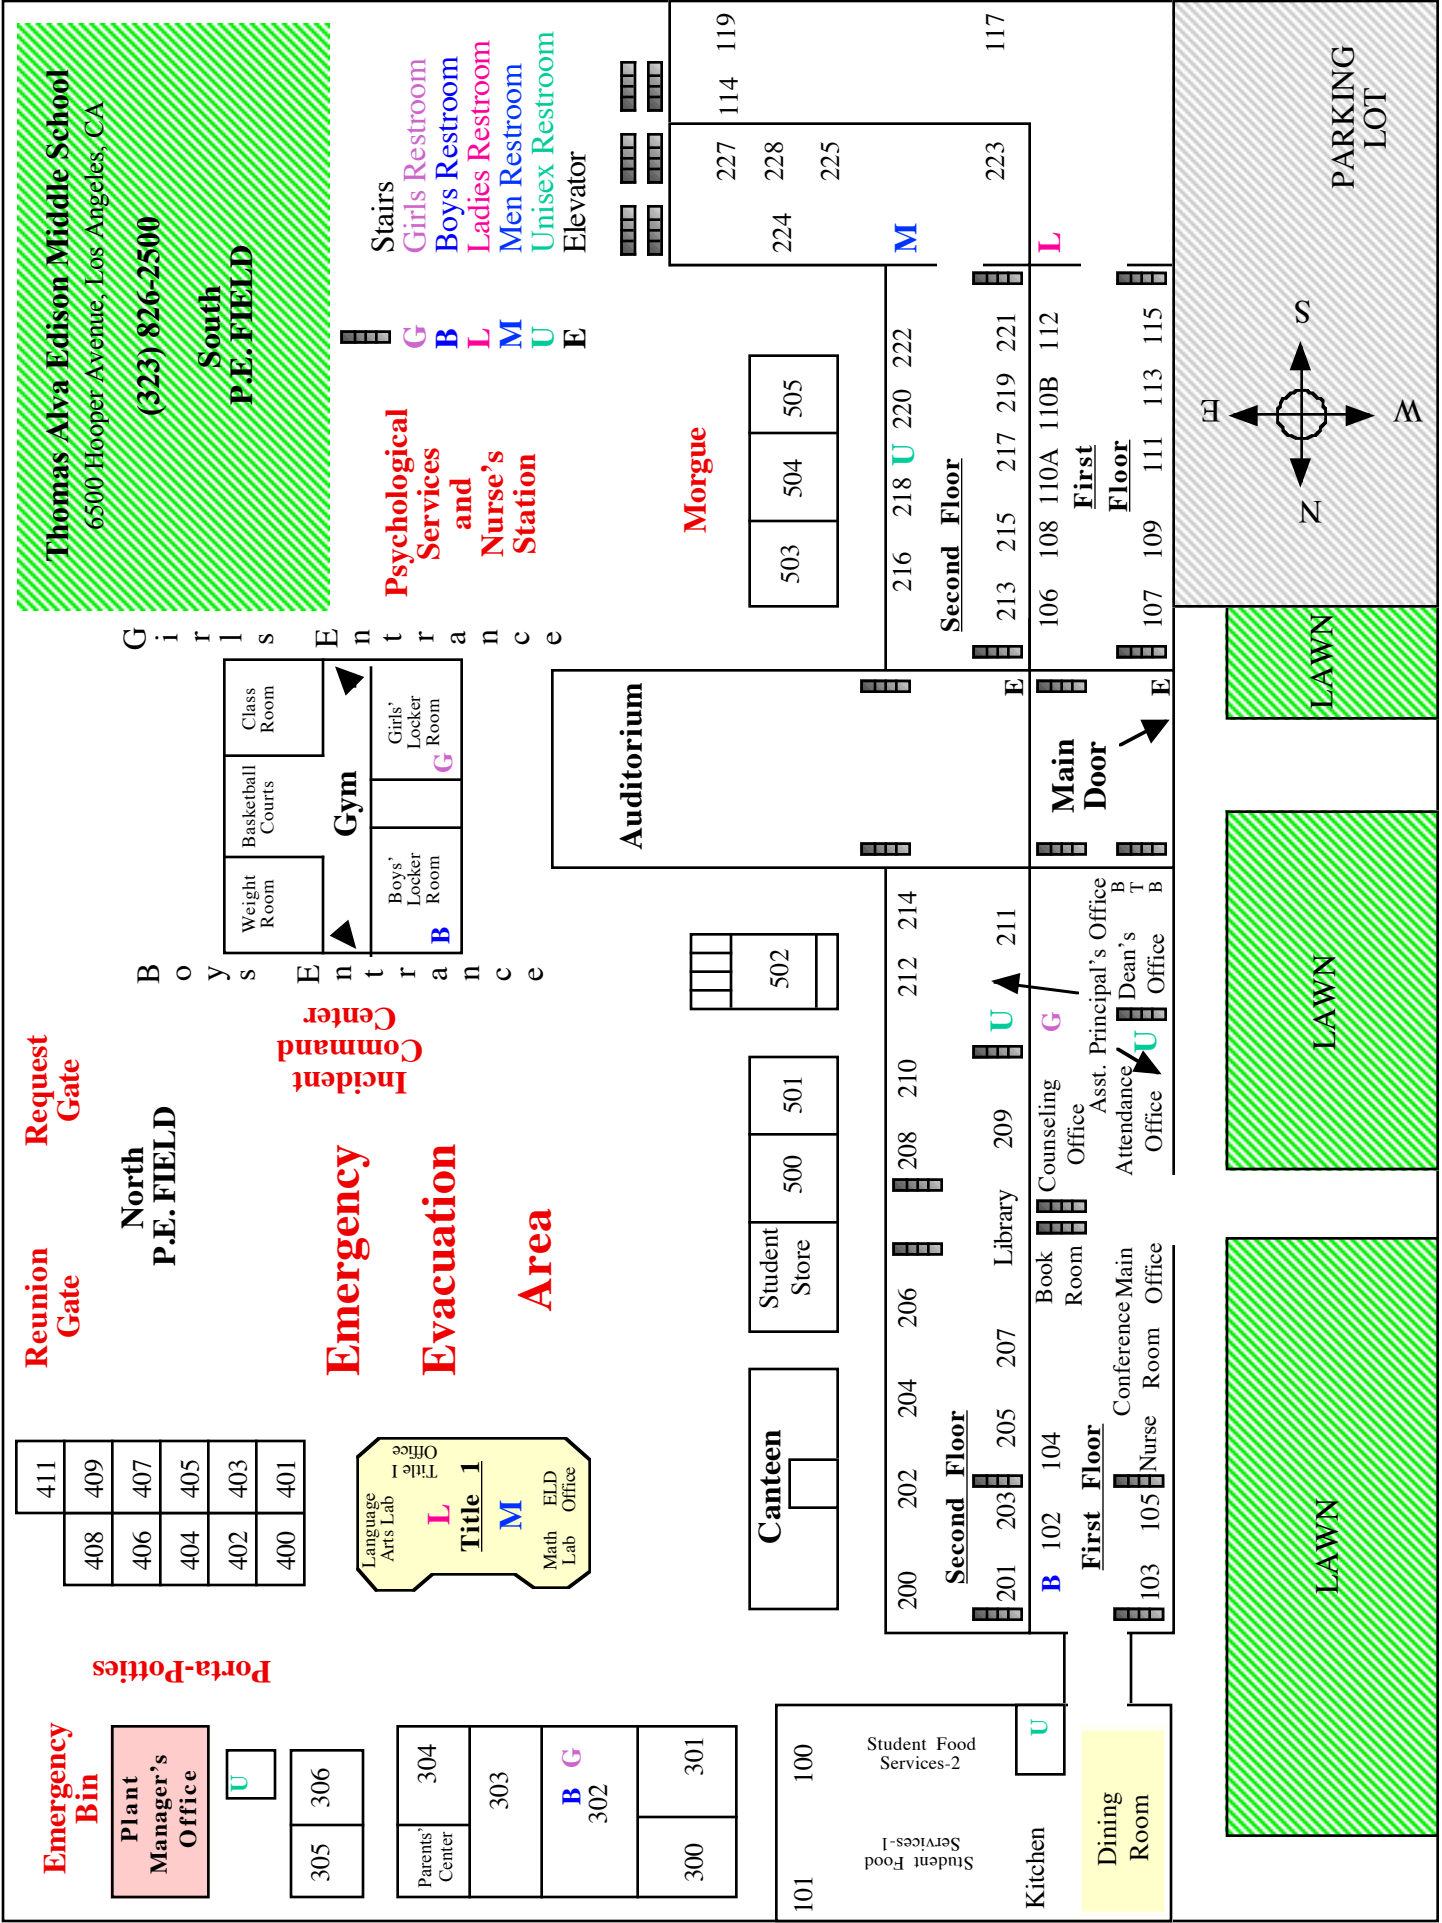 Thomas Alva Edison Middle School
6500 Hooper Avenue, Los Angeles, CA
(323) 826-2500
South
P.E. FIELD
Stairs
G Girls Restroom
B Boys Restroom
L Ladies Restroom
M Men Restroom
U Unisex Restroom
E Elevator
Psychological
Services
and
Nurse's
Station
Morgue
Girls Entrance
Class
Room
Basketball
Courts
Weight
Room
Gym
Girls'
Locker
Room
G
Boys'
Locker
Room
B
Boys Entrance
Incident
Command
Center
Request
Gate
Reunion
Gate
North
P.E. FIELD
Emergency
Evacuation
Area
411
408 409
406 407
404 405
402 403
400 401
Language
Arts Lab
Title I
Office
L
Title 1
M
Math
Lab
ELD
Office
Porta-Potties
Emergency
Bin
Plant
Manager's
Office
U
305 306
Parents'
Center
304
303
B G
302
300 301
Auditorium
503 504 505
502
Student
Store
500 501
Canteen
119
114
117
227
228
225
224
223
M
L
216 218 U 220 222
Second Floor
213 215 217 219 221
106 108 110A 110B 112
First
Floor
107 109 111 113 115
E
E
Main
Door
200 202 204 206 208 210 212 214
Second Floor
201 203 205 207 Library 209 U 211
B 102 104
Book
Room
Counseling
Office
G
Asst. Principal's Office
First Floor
103 105 Nurse
Conference
Room
Main
Office
Attendance
Office
U
Dean's
Office
B
T
B
101 100
Student Food
Services-1
Student Food
Services-2
Kitchen
U
Dining
Room
LAWN
LAWN
LAWN
LAWN
PARKING
LOT
N
E
S
W